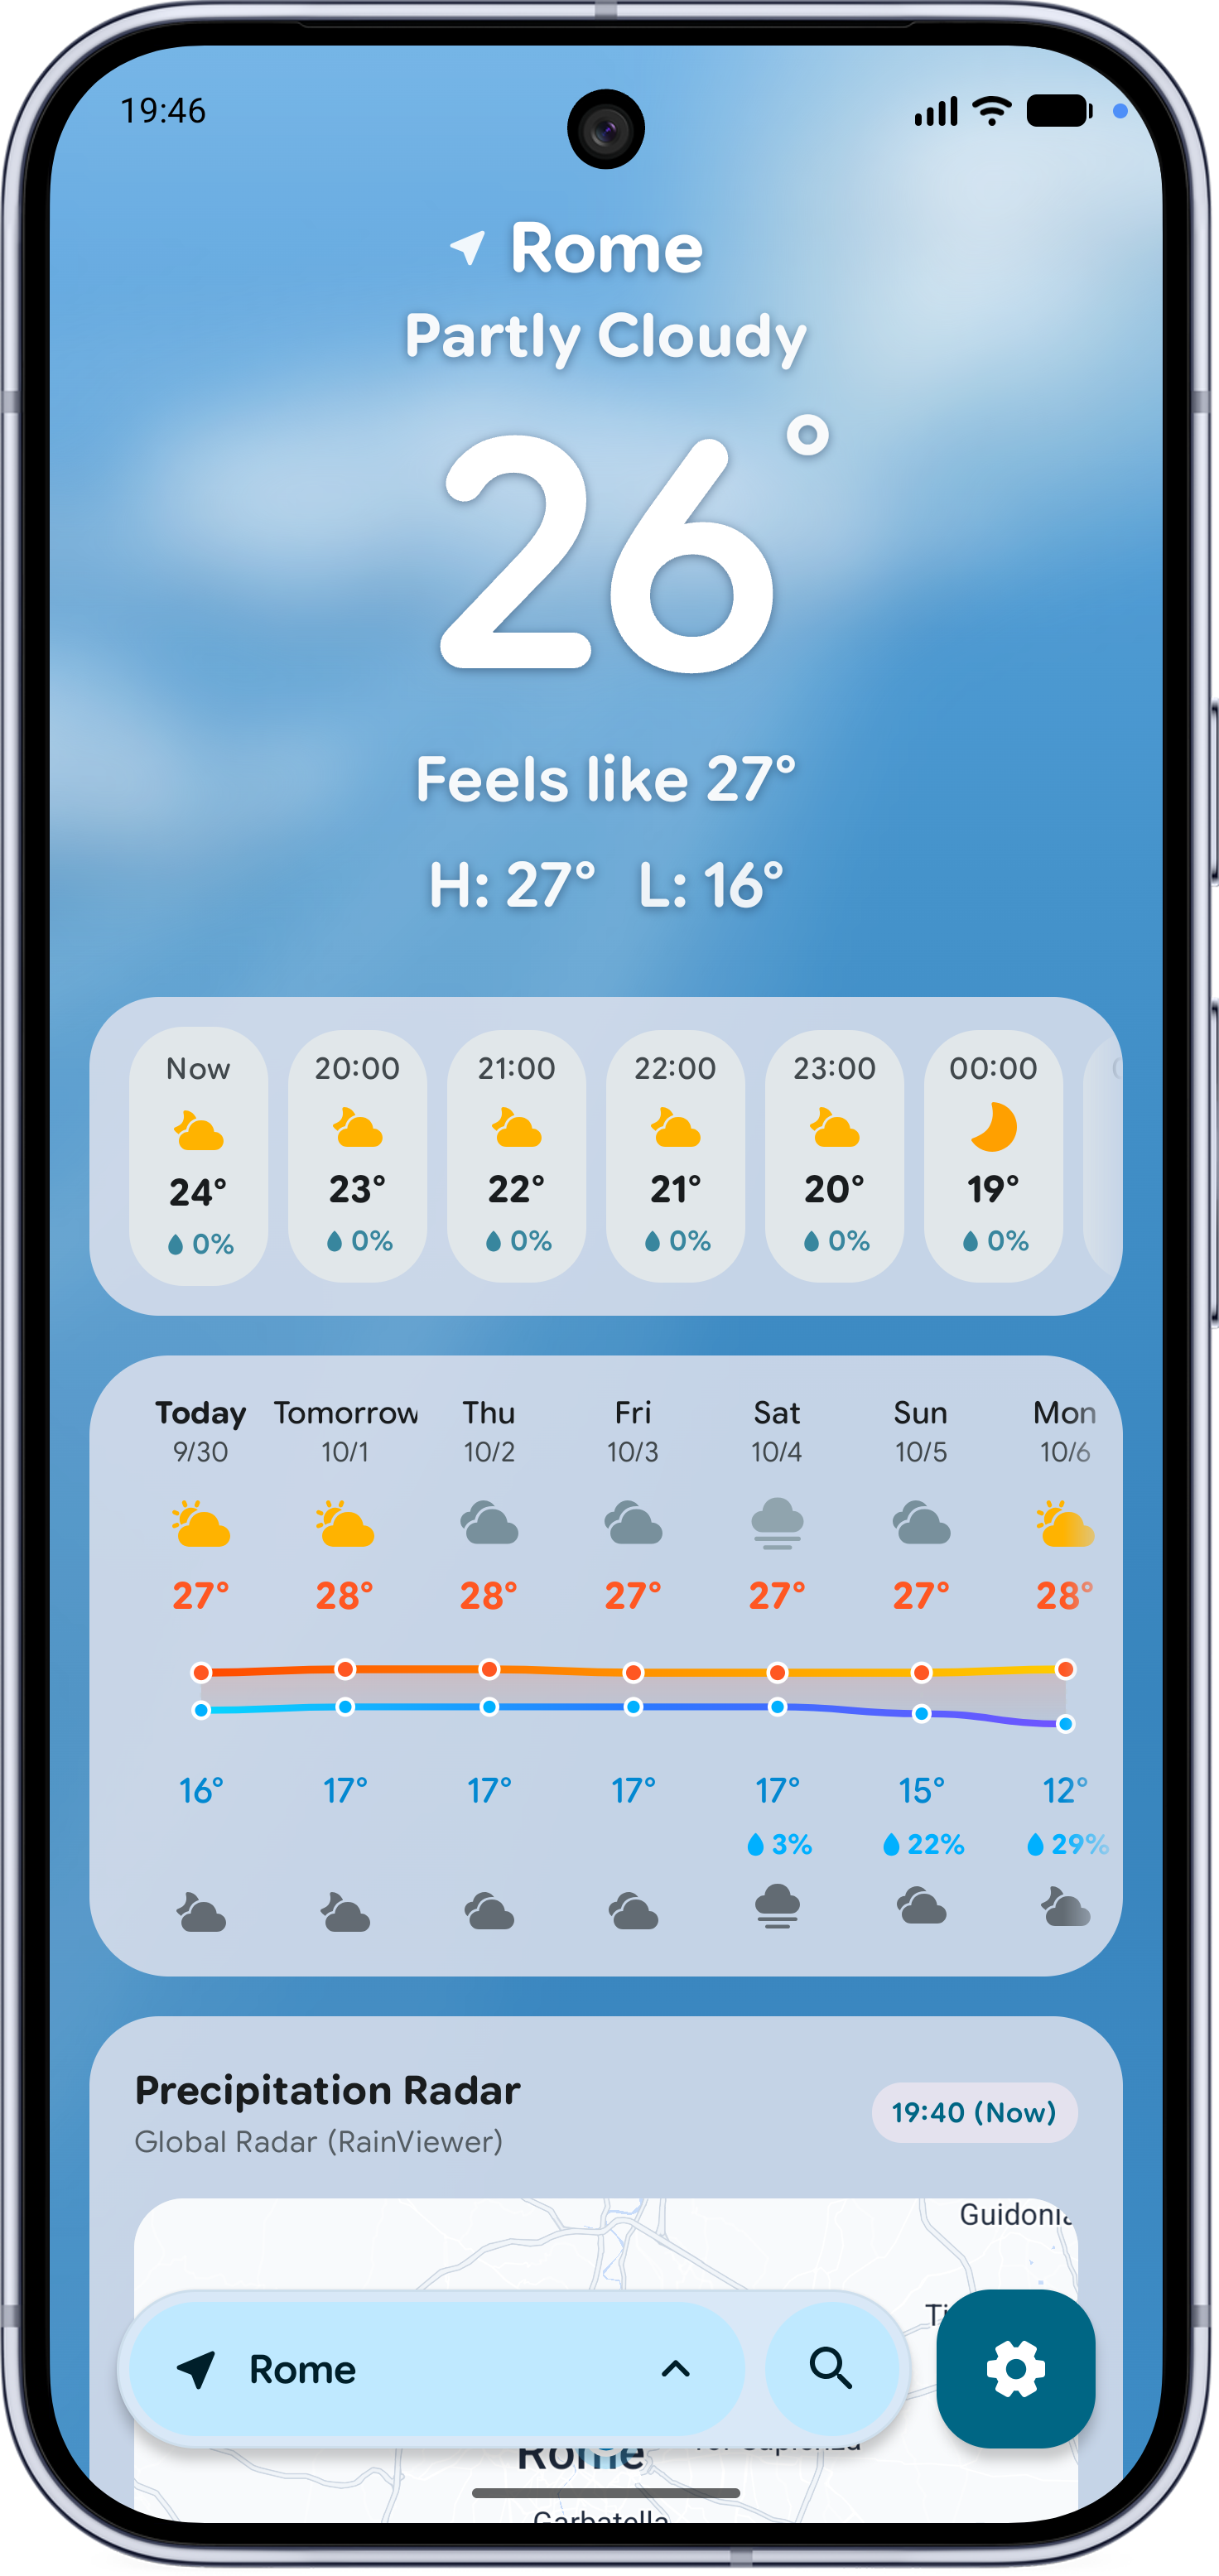 19:46
Rome
Partly Cloudy
26°
Feels like 27°
H: 27° L: 16°
Now 20:00 21:00 22:00 23:00 00:00
24° 23° 22° 21° 20° 19°
0% 0% 0% 0% 0% 0%
Today Tomorrow Thu Fri Sat Sun Mon
9/30 10/1 10/2 10/3 10/4 10/5 10/6
27° 28° 28° 27° 27° 27° 28°
16° 17° 17° 17° 17° 15° 12°
3% 22% 29%
Precipitation Radar
19:40 (Now)
Global Radar (RainViewer)
Guidonia
Rome
Rome
Garbatella